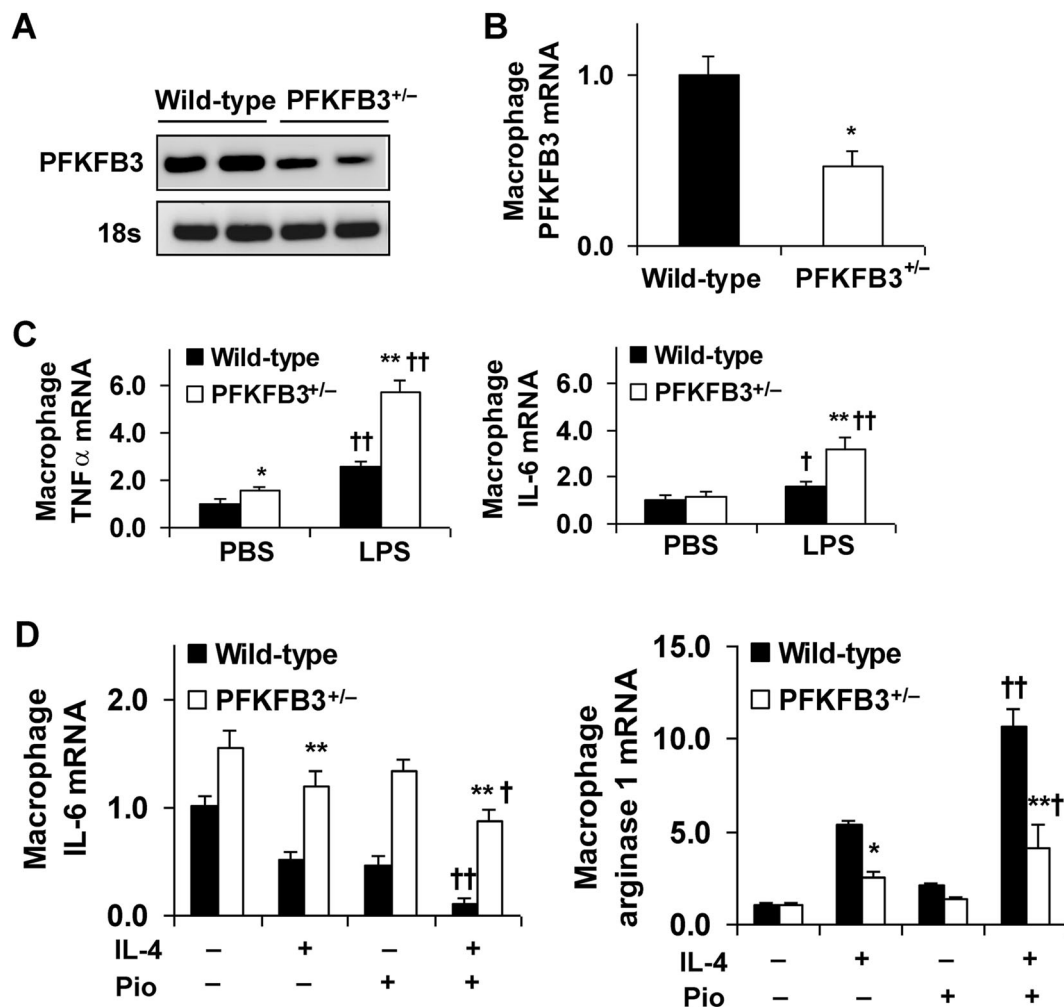 A
Wild-type PFKFB3+/–
PFKFB3
18s
B
Macrophage
PFKFB3 mRNA
1.0
0.0
*
Wild-type PFKFB3+/–
C
Macrophage
TNFα mRNA
6.0
4.0
2.0
0.0
Wild-type
PFKFB3+/–
*
††
** ††
PBS LPS
Macrophage
IL-6 mRNA
6.0
4.0
2.0
0.0
Wild-type
PFKFB3+/–
†
** ††
PBS LPS
D
Macrophage
IL-6 mRNA
2.0
1.0
0.0
Wild-type
PFKFB3+/–
**
††
** †
IL-4 – + – +
Pio – – + +
Macrophage
arginase 1 mRNA
15.0
10.0
5.0
0.0
Wild-type
PFKFB3+/–
*
††
**†
IL-4 – + – +
Pio – – + +